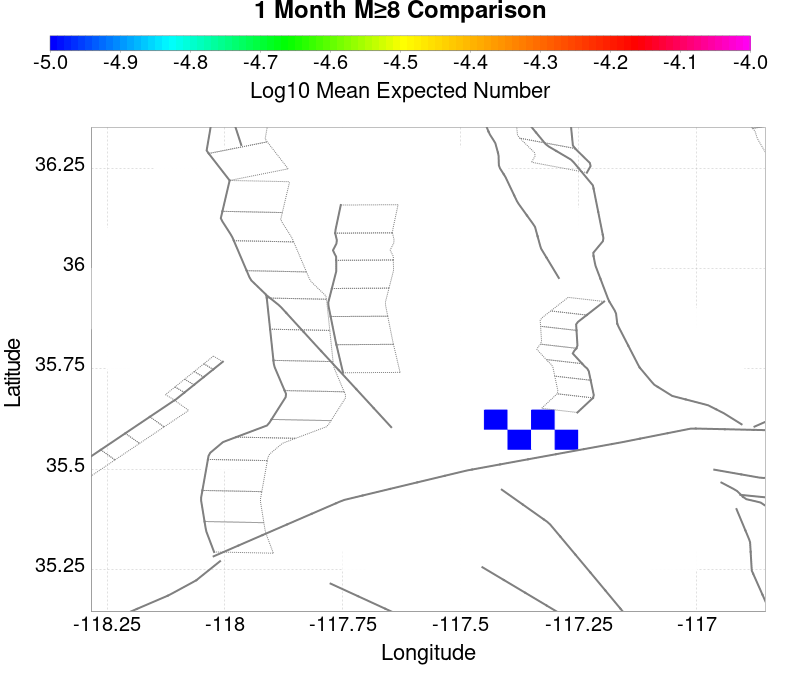 1 Month M≥8 Comparison
-5.0 -4.9 -4.8 -4.7 -4.6 -4.5 -4.4 -4.3 -4.2 -4.1 -4.0
Log10 Mean Expected Number
36.25
36
35.75
35.5
35.25
Latitude
-118.25 -118 -117.75 -117.5 -117.25 -117
Longitude